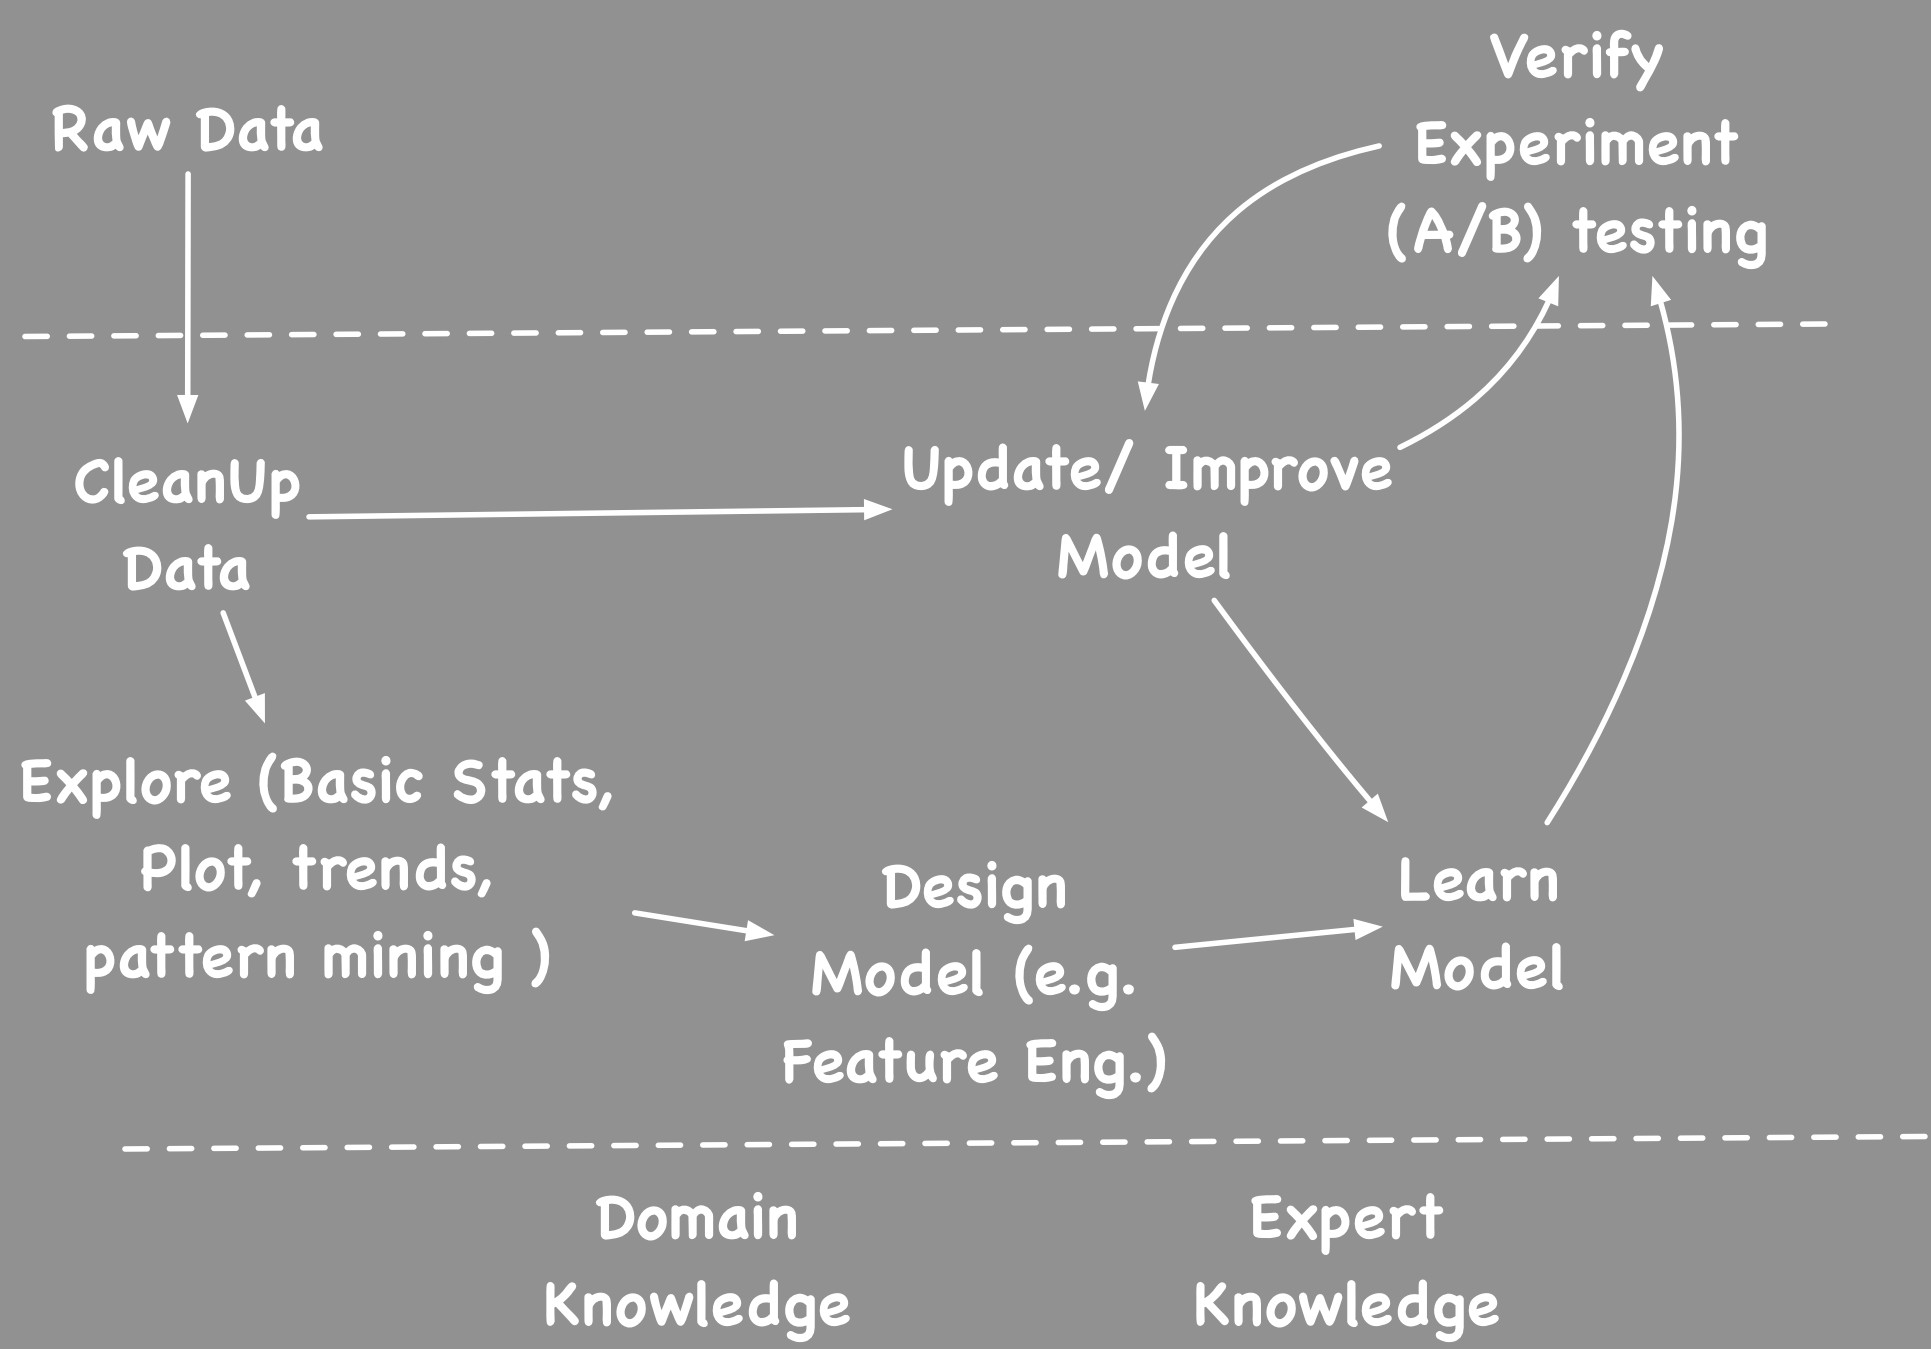 Raw Data
Verify
Experiment
(A/B) testing
CleanUp
Data
Update/ Improve
Model
Explore (Basic Stats,
Plot, trends,
pattern mining )
Design
Model (e.g.
Feature Eng.)
Learn
Model
Domain
Knowledge
Expert
Knowledge